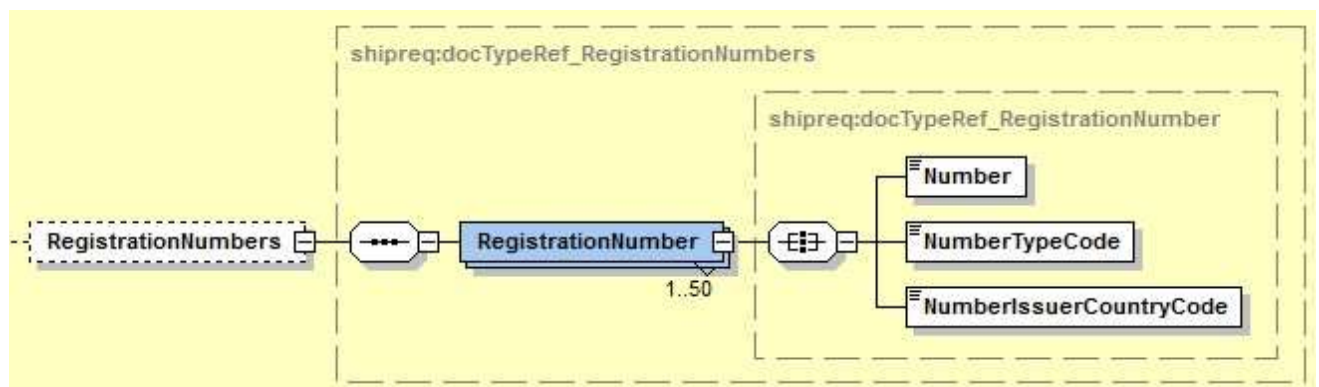 shipreq:docTypeRef_RegistrationNumbers
shipreq:docTypeRef_RegistrationNumber
Number
RegistrationNumbers
RegistrationNumber
NumberTypeCode
1..50
NumberIssuerCountryCode